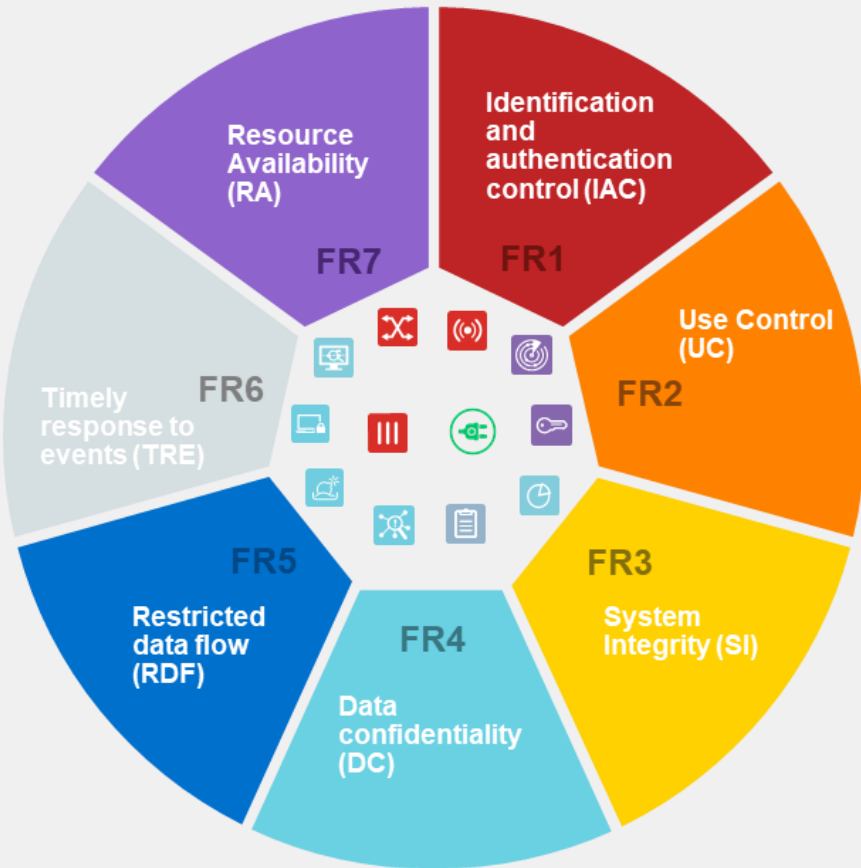 Identification
and
authentication
control (IAC)
FR1
Use Control
(UC)
FR2
FR3
System
Integrity (SI)
FR4
Data
confidentiality
(DC)
FR5
Restricted
data flow
(RDF)
FR6
Timely
response to
events (TRE)
Resource
Availability
(RA)
FR7